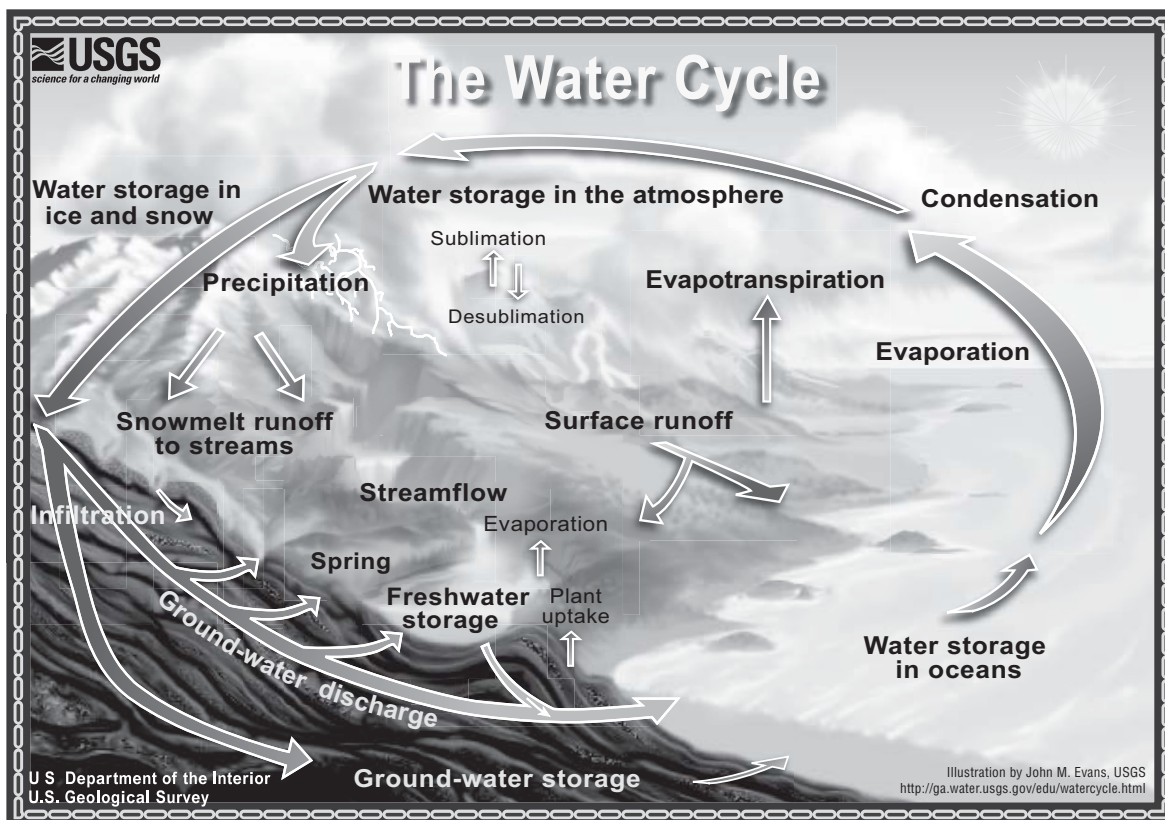 USGS
science for a changing world
The Water Cycle
Water storage in
ice and snow
Water storage in the atmosphere
Condensation
Sublimation
Precipitation
Evapotranspiration
Desublimation
Evaporation
Snowmelt runoff
to streams
Surface runoff
Streamflow
Infiltration
Evaporation
Spring
Freshwater
storage
Plant
uptake
Ground-water discharge
Water storage
in oceans
Ground-water storage
U S Department of the Interior
U.S. Geological Survey
Illustration by John M. Evans, USGS
http://ga.water.usgs.gov/edu/watercycle.html